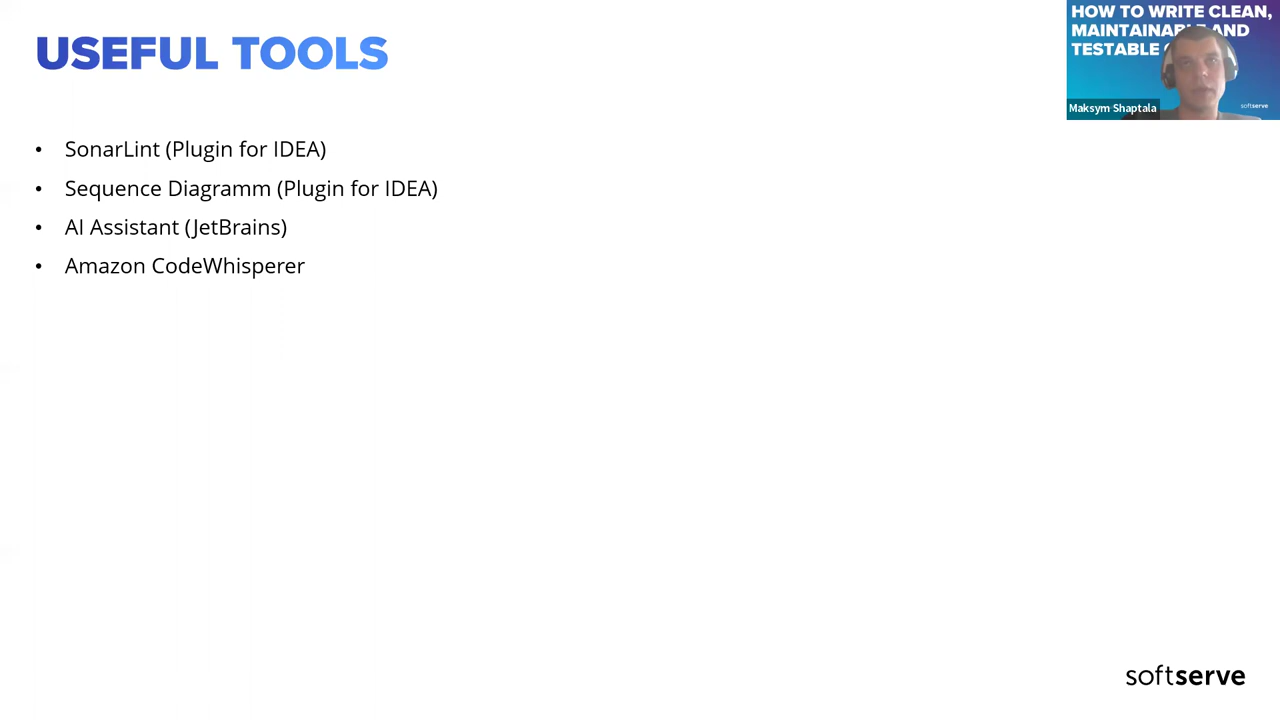 USEFUL TOOLS
HOW TO WRITE CLEAN,
MAINTAINABLE AND
TESTABLE
softserve
Maksym Shaptala
• SonarLint (Plugin for IDEA)
• Sequence Diagramm (Plugin for IDEA)
• AI Assistant (JetBrains)
• Amazon CodeWhisperer
softserve